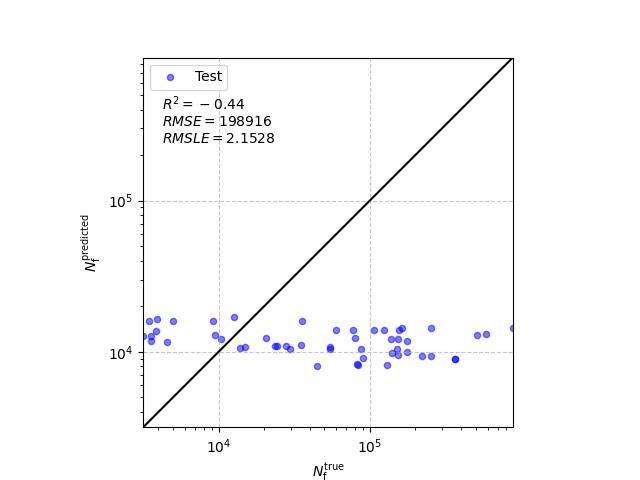 Test
R² = −0.44
RMSE = 198916
RMSLE = 2.1528
N_f^predicted
10⁵
10⁴
10⁴ 10⁵
N_f^true